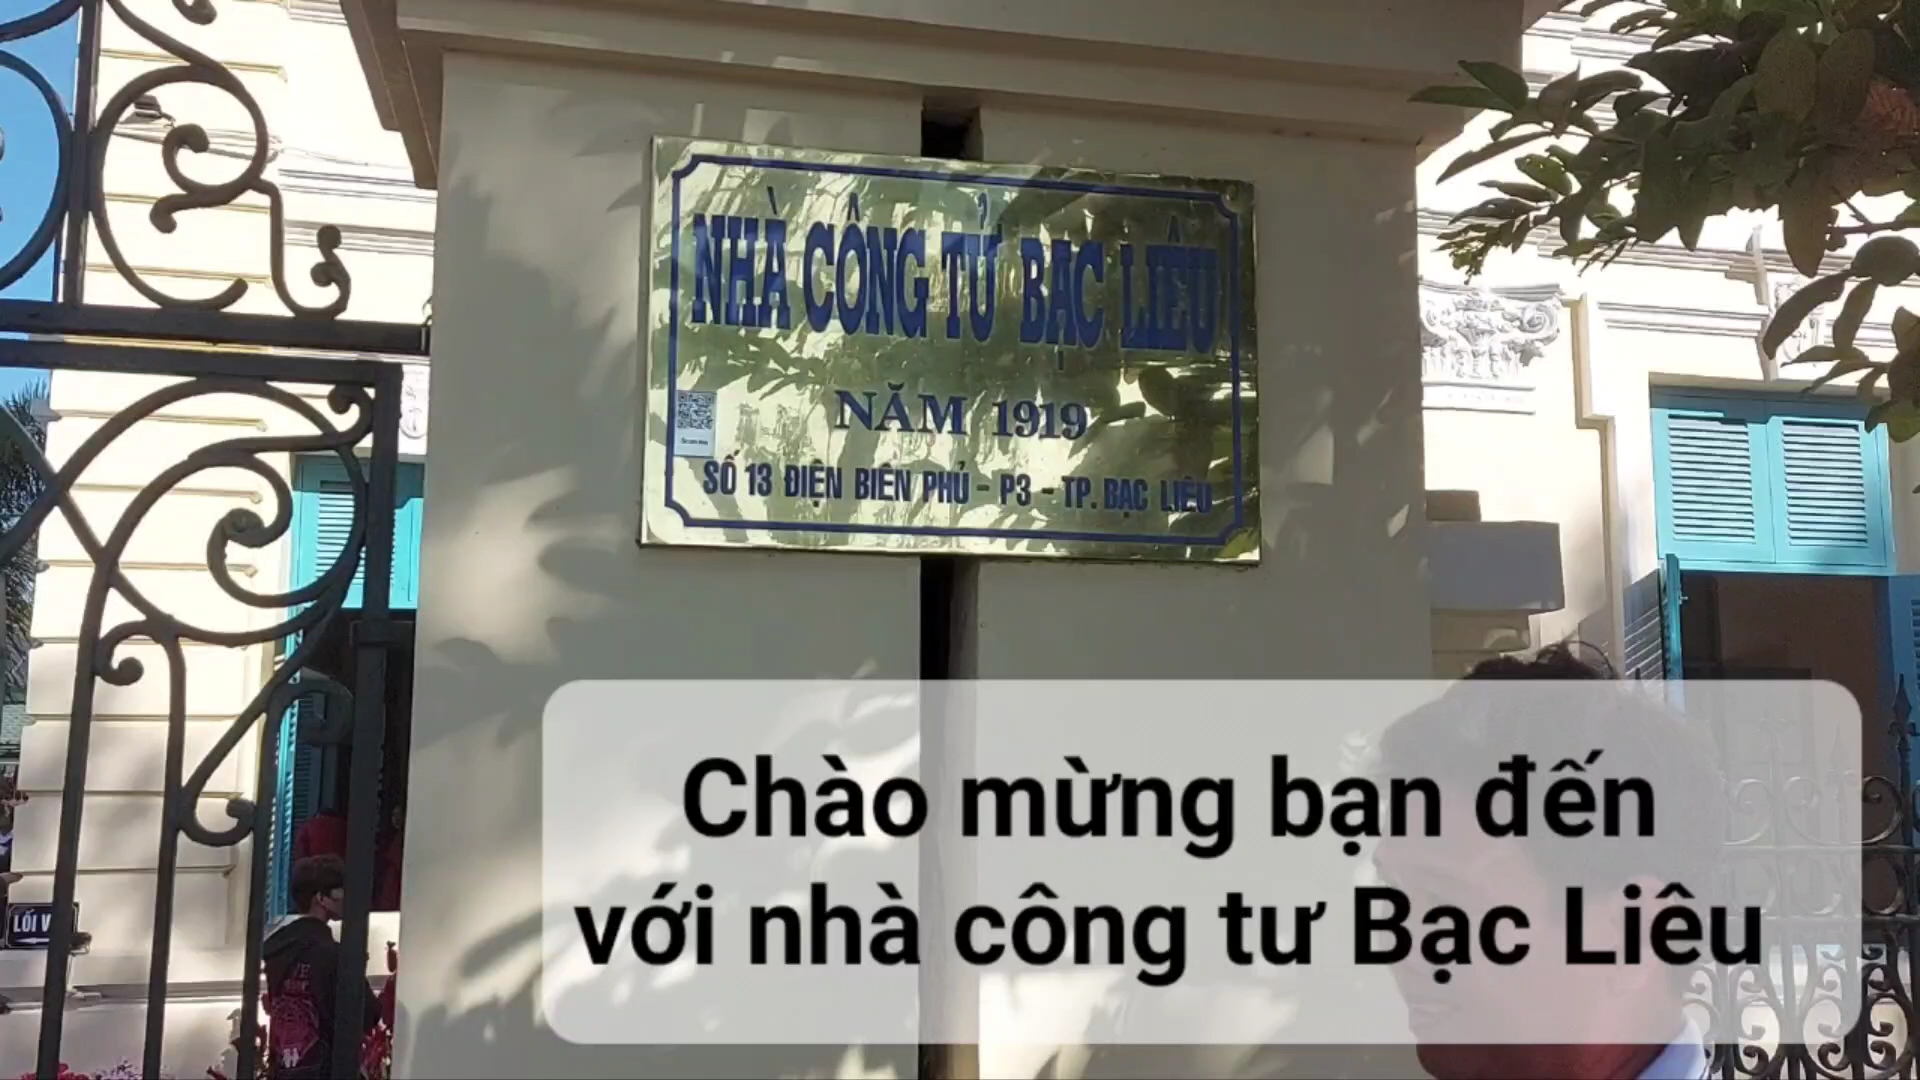 NHÀ CÔNG TỬ BẠC LIÊU
NĂM 1919
SỐ 13 ĐIỆN BIÊN PHỦ - P3 - TP. BẠC LIÊU
LỐI
Chào mừng bạn đến
với nhà công tư Bạc Liêu